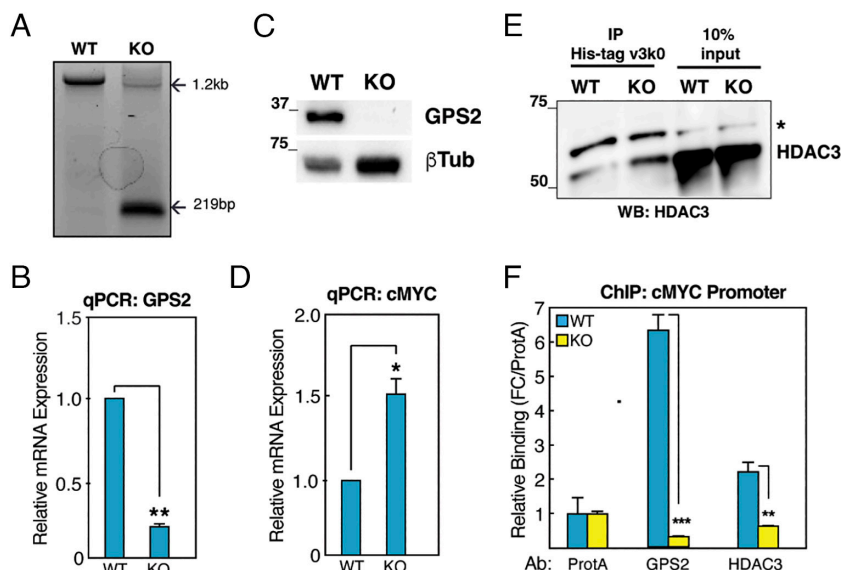 A
WT KO
1.2kb
219bp
B
qPCR: GPS2
Relative mRNA Expression
1.5
1.0
0.5
0
**
WT KO
C
WT KO
37
GPS2
75
βTub
D
qPCR: cMYC
Relative mRNA Expression
2.0
1.5
1.0
0
*
WT KO
E
IP
His-tag v3k0
10%
input
WT KO WT KO
75
*
HDAC3
50
WB: HDAC3
F
ChIP: cMYC Promoter
Relative Binding (FC/ProtA)
7
6
5
4
3
2
1
0
WT
KO
***
**
Ab: ProtA GPS2 HDAC3